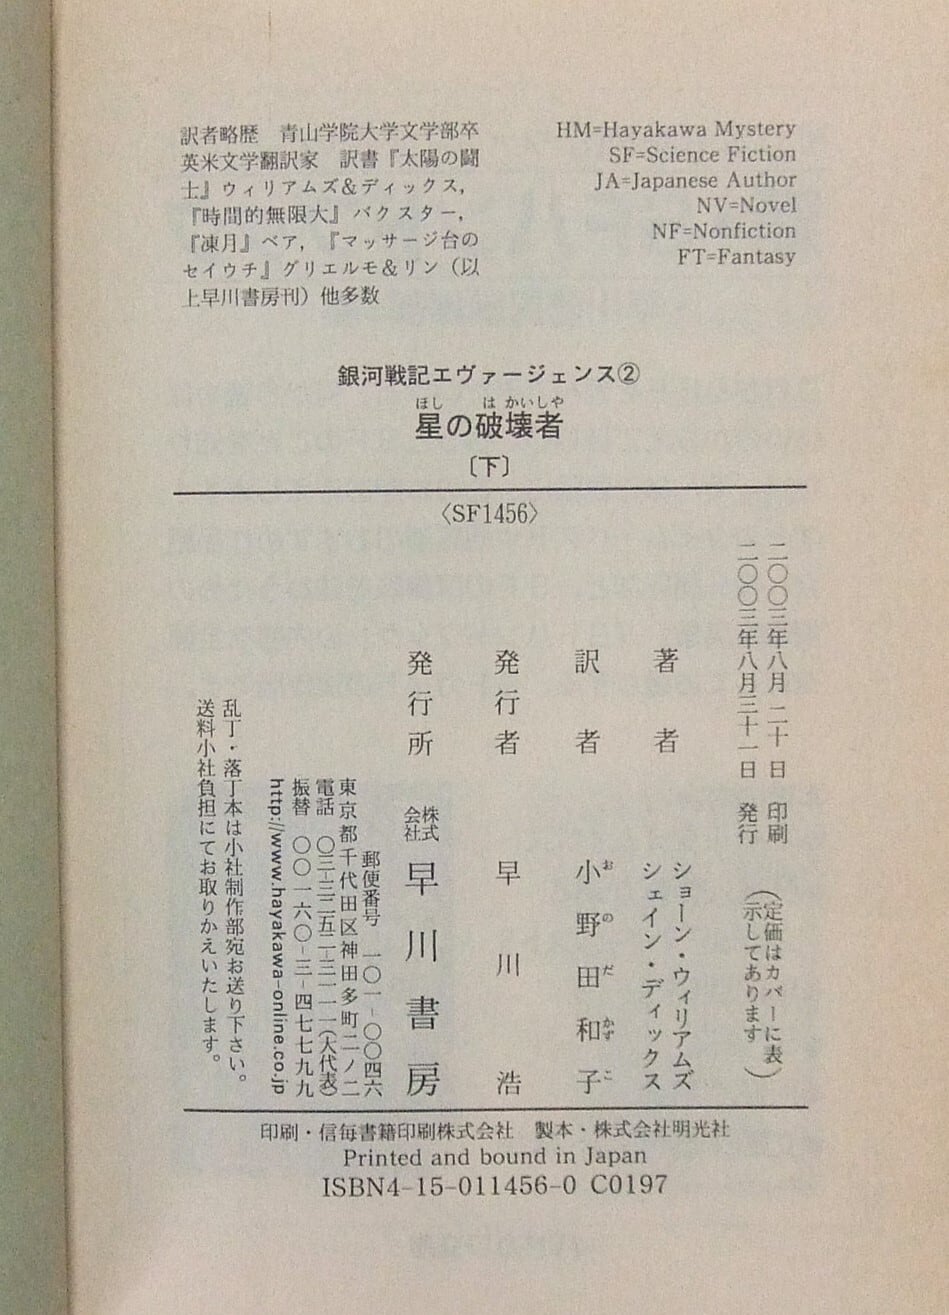 訳者略歴　青山学院大学文学部卒
英米文学翻訳家　訳書『太陽の闘
士』ウィリアムズ&ディックス，
『時間的無限大』バクスター，
『凍月』ベア，『マッサージ台の
セイウチ』グリエルモ&リン（以
上早川書房刊）他多数
HM=Hayakawa Mystery
SF=Science Fiction
JA=Japanese Author
NV=Novel
NF=Nonfiction
FT=Fantasy
銀河戦記エヴァージェンス②
ほし　は かいしや
星の破壊者
〔下〕
〈SF1456〉
二〇〇三年八月二十日　印刷
二〇〇三年八月三十一日　発行
（定価はカバーに表
示してあります）
著者　ショーン・ウィリアムズ
シェイン・ディックス
訳者　小野田和子
お の だ かず こ
発行者　早川　浩
発行所　株式会社　早川書房
郵便番号　一〇一-〇〇四六
東京都千代田区神田多町二ノ二
電話　〇三-三二五二-三一一一（大代表）
振替　〇〇一六〇-三-四七七九九
http://www.hayakawa-online.co.jp
乱丁・落丁本は小社制作部宛お送り下さい。
送料小社負担にてお取りかえいたします。
印刷・信毎書籍印刷株式会社　製本・株式会社明光社
Printed and bound in Japan
ISBN4-15-011456-0 C0197